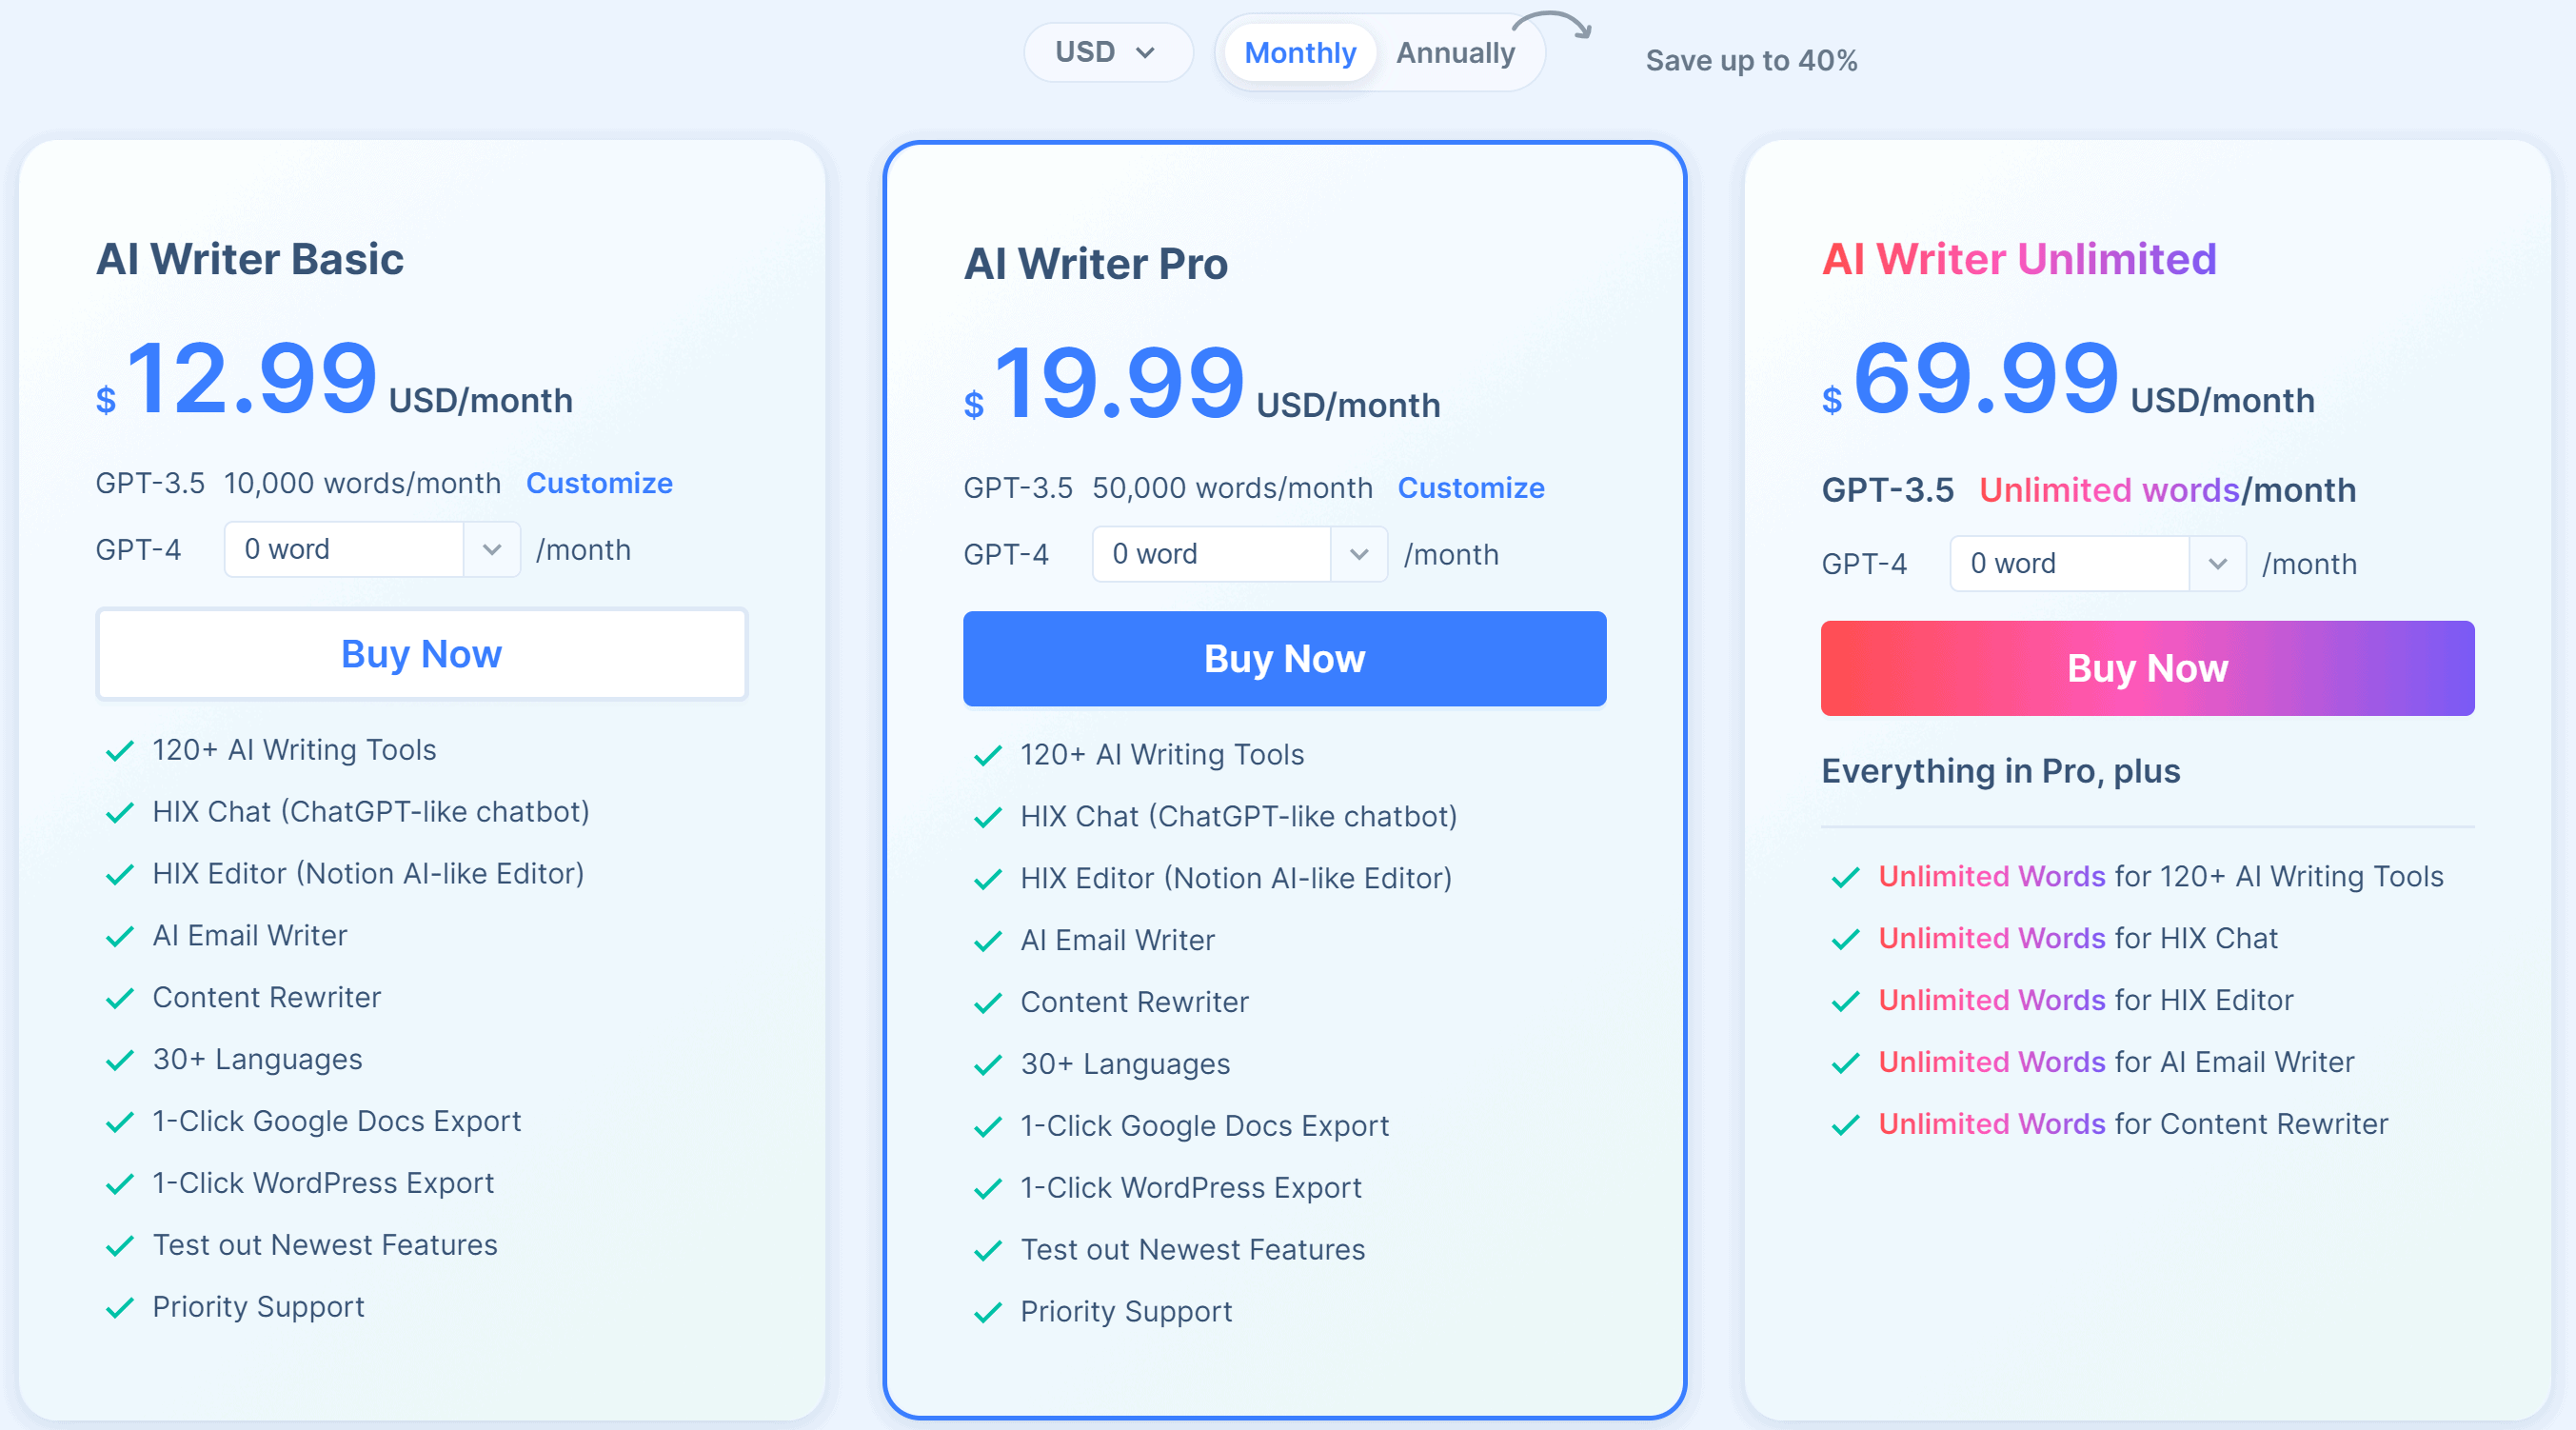 USD
Monthly Annually
Save up to 40%
AI Writer Basic
$ 12.99 USD/month
GPT-3.5 10,000 words/month Customize
GPT-4 0 word /month
Buy Now
120+ AI Writing Tools
HIX Chat (ChatGPT-like chatbot)
HIX Editor (Notion AI-like Editor)
AI Email Writer
Content Rewriter
30+ Languages
1-Click Google Docs Export
1-Click WordPress Export
Test out Newest Features
Priority Support
AI Writer Pro
$ 19.99 USD/month
GPT-3.5 50,000 words/month Customize
GPT-4 0 word /month
Buy Now
120+ AI Writing Tools
HIX Chat (ChatGPT-like chatbot)
HIX Editor (Notion AI-like Editor)
AI Email Writer
Content Rewriter
30+ Languages
1-Click Google Docs Export
1-Click WordPress Export
Test out Newest Features
Priority Support
AI Writer Unlimited
$ 69.99 USD/month
GPT-3.5 Unlimited words/month
GPT-4 0 word /month
Buy Now
Everything in Pro, plus
Unlimited Words for 120+ AI Writing Tools
Unlimited Words for HIX Chat
Unlimited Words for HIX Editor
Unlimited Words for AI Email Writer
Unlimited Words for Content Rewriter